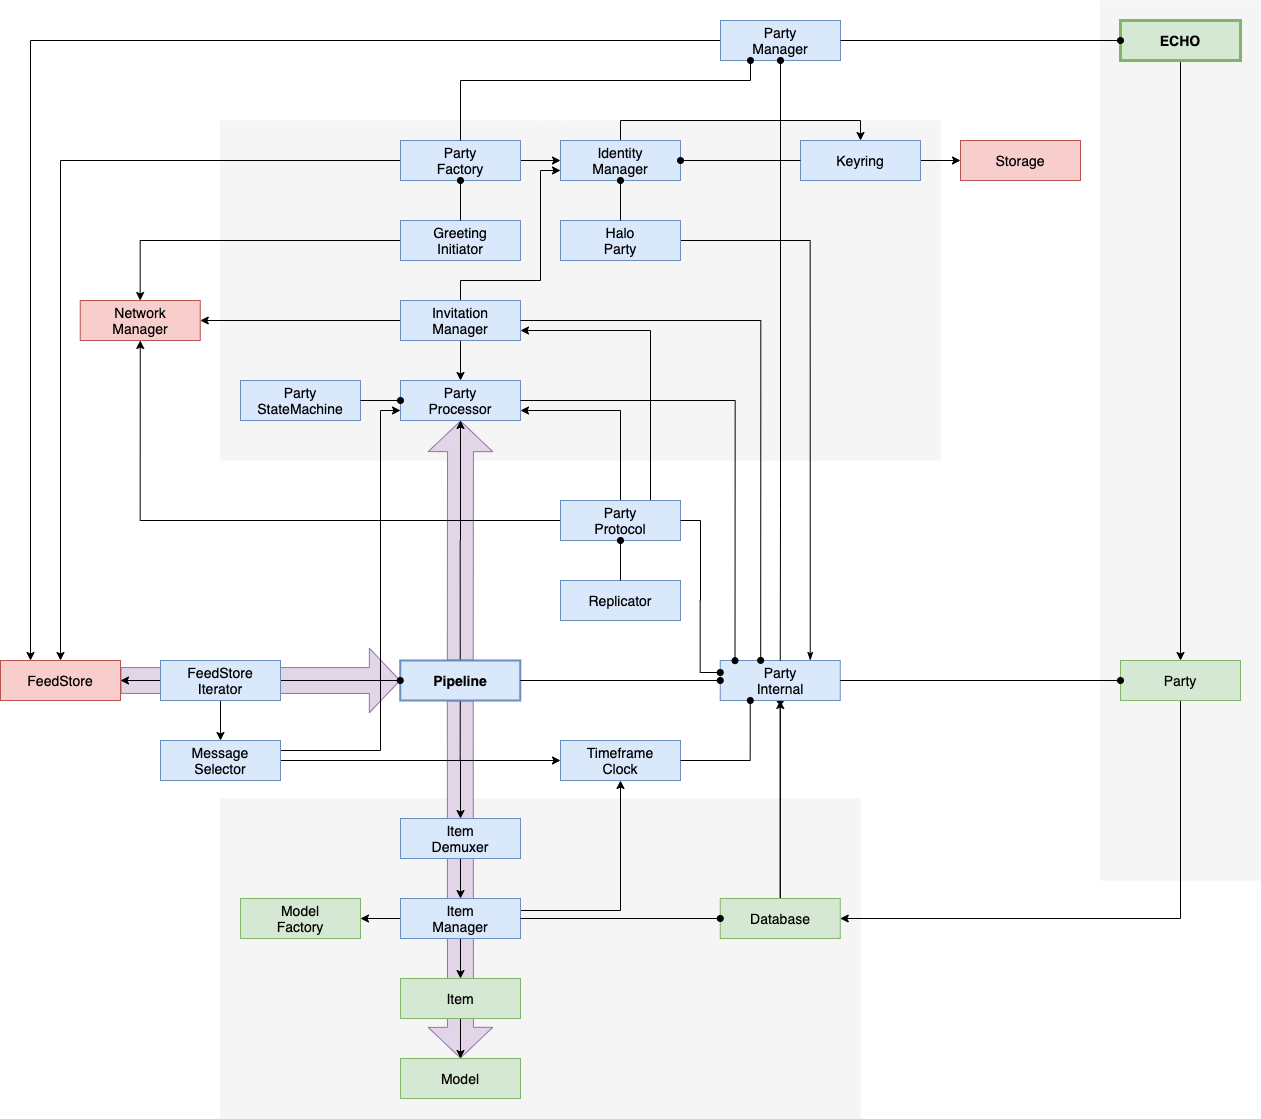 Party
Manager
ECHO
Party
Factory
Identity
Manager
Keyring
Storage
Greeting
Initiator
Halo
Party
Network
Manager
Invitation
Manager
Party
StateMachine
Party
Processor
Party
Protocol
Replicator
FeedStore
FeedStore
Iterator
Pipeline
Party
Internal
Party
Message
Selector
Timeframe
Clock
Item
Demuxer
Model
Factory
Item
Manager
Database
Item
Model